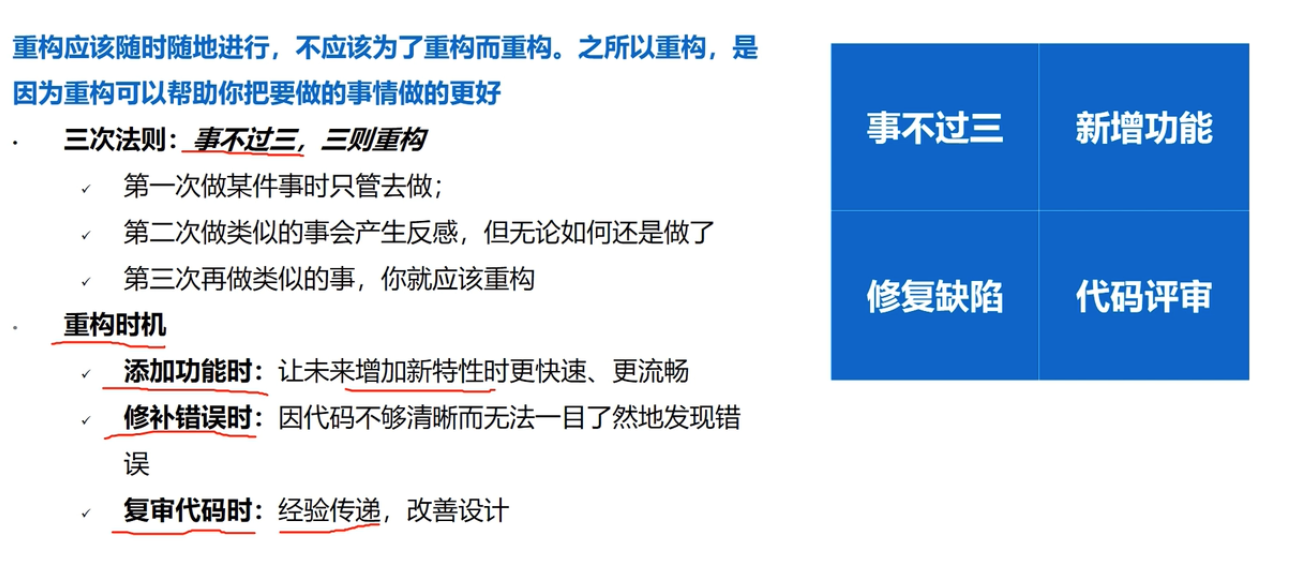 重构应该随时随地进行，不应该为了重构而重构。之所以重构，是
因为重构可以帮助你把要做的事情做的更好
· 三次法则：事不过三，三则重构
✓ 第一次做某件事时只管去做；
✓ 第二次做类似的事会产生反感，但无论如何还是做了
✓ 第三次再做类似的事，你就应该重构
· 重构时机
✓ 添加功能时：让未来增加新特性时更快速、更流畅
✓ 修补错误时：因代码不够清晰而无法一目了然地发现错
误
✓ 复审代码时：经验传递，改善设计
事不过三
新增功能
修复缺陷
代码评审